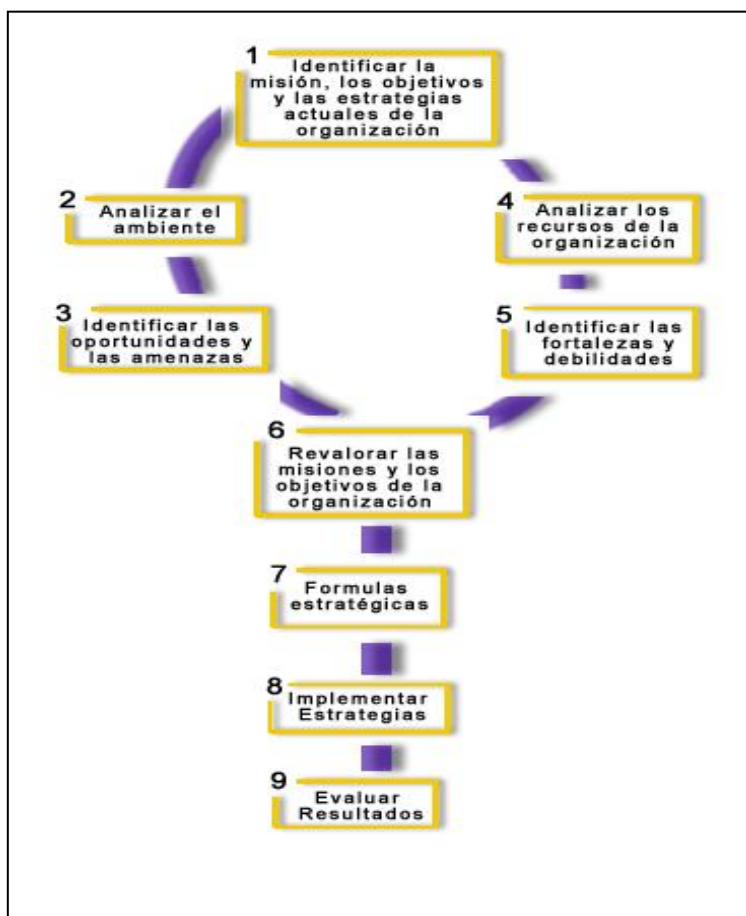 1
Identificar la
misión, los objetivos
y las estrategias
actuales de la
organización
2
Analizar el
ambiente
3
Identificar las
oportunidades y
las amenazas
4
Analizar los
recursos de la
organización
5
Identificar las
fortalezas y
debilidades
6
Revalorar las
misiones y los
objetivos de la
organización
7
Formulas
estratégicas
8
Implementar
Estrategias
9
Evaluar
Resultados